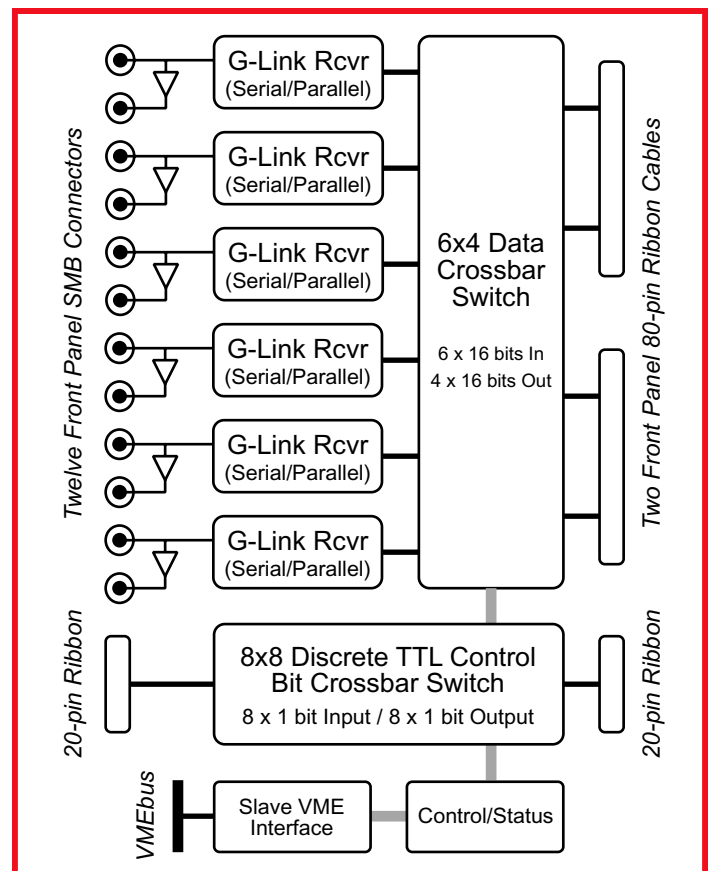 Twelve Front Panel SMB Connectors
G-Link Rcvr
(Serial/Parallel)
G-Link Rcvr
(Serial/Parallel)
G-Link Rcvr
(Serial/Parallel)
G-Link Rcvr
(Serial/Parallel)
G-Link Rcvr
(Serial/Parallel)
G-Link Rcvr
(Serial/Parallel)
6x4 Data
Crossbar
Switch
6 x 16 bits In
4 x 16 bits Out
Two Front Panel 80-pin Ribbon Cables
20-pin Ribbon
8x8 Discrete TTL Control
Bit Crossbar Switch
8 x 1 bit Input / 8 x 1 bit Output
20-pin Ribbon
VMEbus
Slave VME
Interface
Control/Status